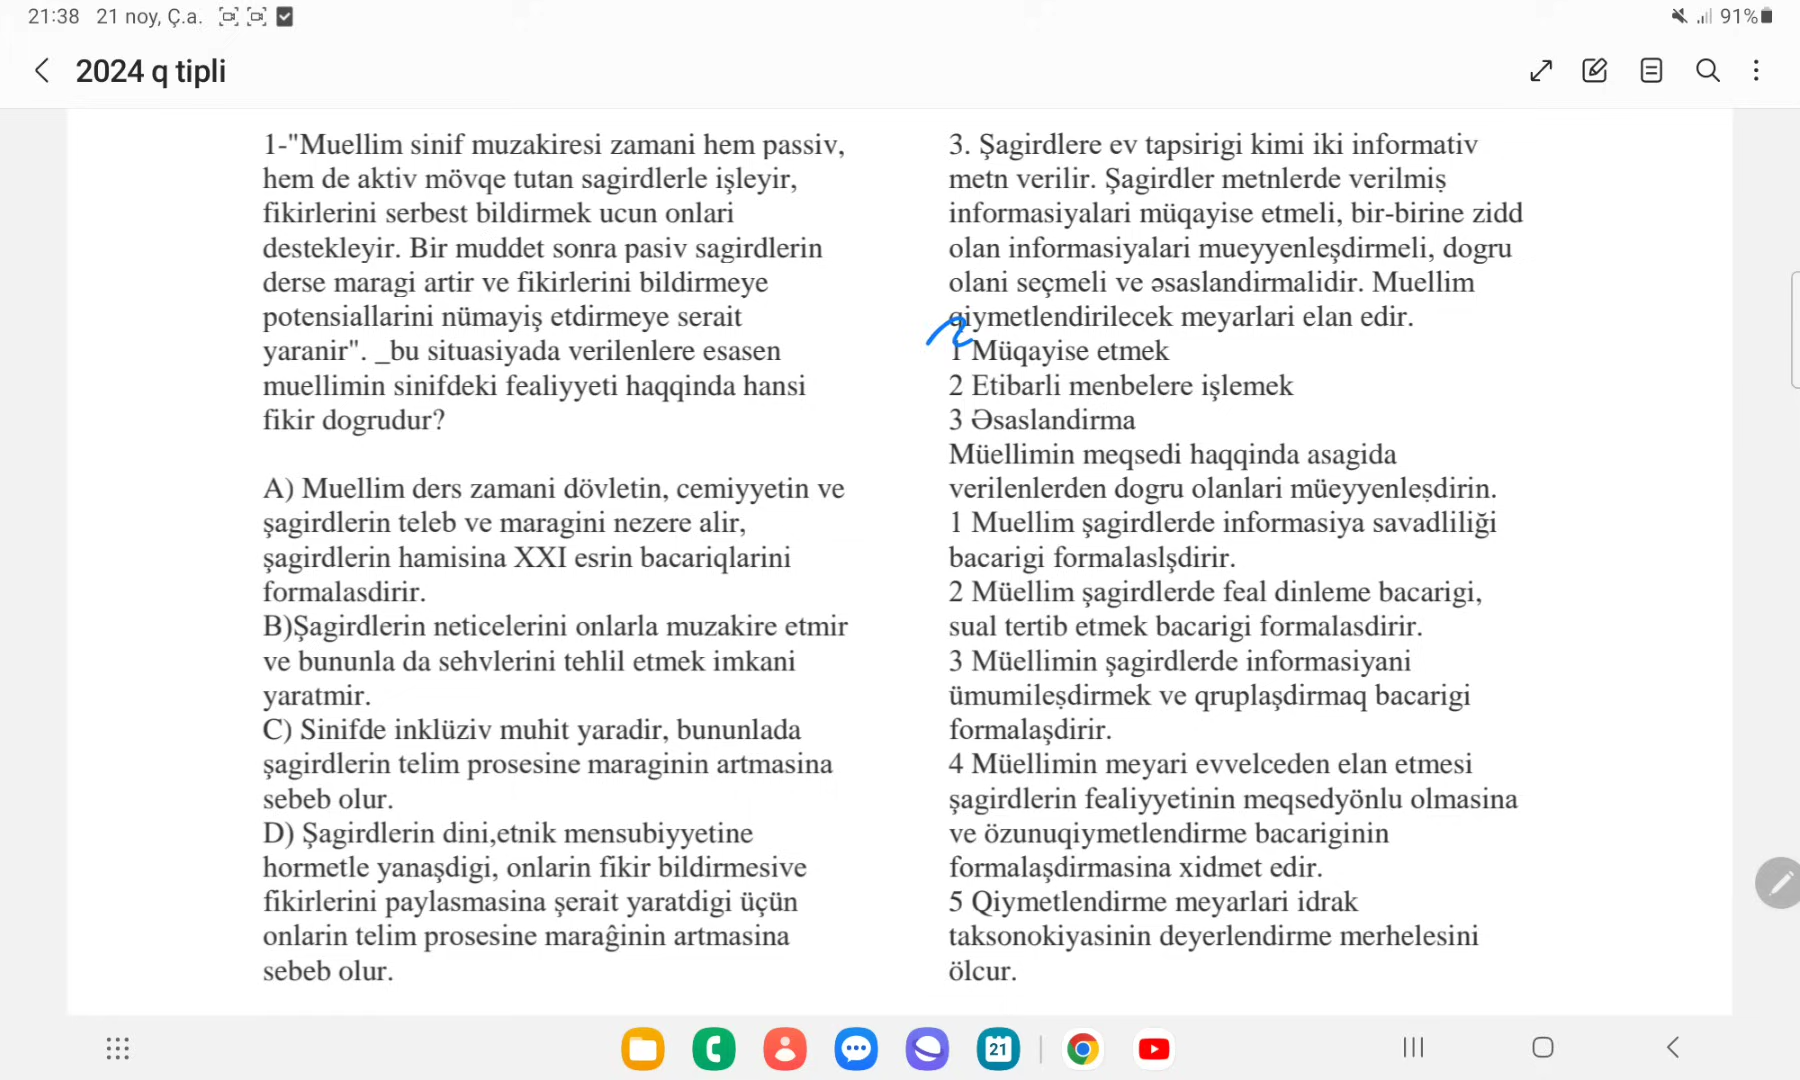 21:38 21 noy, Ç.a.
91%
2024 q tipli
1-"Muellim sinif muzakiresi zamani hem passiv,
hem de aktiv mövqe tutan sagirdlerle işleyir,
fikirlerini serbest bildirmek ucun onlari
destekleyir. Bir muddet sonra pasiv sagirdlerin
derse maragi artir ve fikirlerini bildirmeye
potensiallarini nümayiş etdirmeye serait
yaranir". _bu situasiyada verilenlere esasen
muellimin sinifdeki fealiyyeti haqqinda hansi
fikir dogrudur?
A) Muellim ders zamani dövletin, cemiyyetin ve
şagirdlerin teleb ve maragini nezere alir,
şagirdlerin hamisina XXI esrin bacariqlarini
formalasdirir.
B)Şagirdlerin neticelerini onlarla muzakire etmir
ve bununla da sehvlerini tehlil etmek imkani
yaratmir.
C) Sinifde inklüziv muhit yaradir, bununlada
şagirdlerin telim prosesine maraginin artmasina
sebeb olur.
D) Şagirdlerin dini,etnik mensubiyyetine
hormetle yanaşdigi, onlarin fikir bildirmesive
fikirlerini paylasmasina şerait yaratdigi üçün
onlarin telim prosesine maraĝinin artmasina
sebeb olur.
3. Şagirdlere ev tapsirigi kimi iki informativ
metn verilir. Şagirdler metnlerde verilmiş
informasiyalari müqayise etmeli, bir-birine zidd
olan informasiyalari mueyyenleşdirmeli, dogru
olani seçmeli ve əsaslandirmalidir. Muellim
qiymetlendirilecek meyarlari elan edir.
1 Müqayise etmek
2 Etibarli menbelere işlemek
3 Əsaslandirma
Müellimin meqsedi haqqinda asagida
verilenlerden dogru olanlari müeyyenleşdirin.
1 Muellim şagirdlerde informasiya savadliliği
bacarigi formalaslşdirir.
2 Müellim şagirdlerde feal dinleme bacarigi,
sual tertib etmek bacarigi formalasdirir.
3 Müellimin şagirdlerde informasiyani
ümumileşdirmek ve qruplaşdirmaq bacarigi
formalaşdirir.
4 Müellimin meyari evvelceden elan etmesi
şagirdlerin fealiyyetinin meqsedyönlu olmasina
ve özunuqiymetlendirme bacariginin
formalaşdirmasina xidmet edir.
5 Qiymetlendirme meyarlari idrak
taksonokiyasinin deyerlendirme merhelesini
ölcur.
21